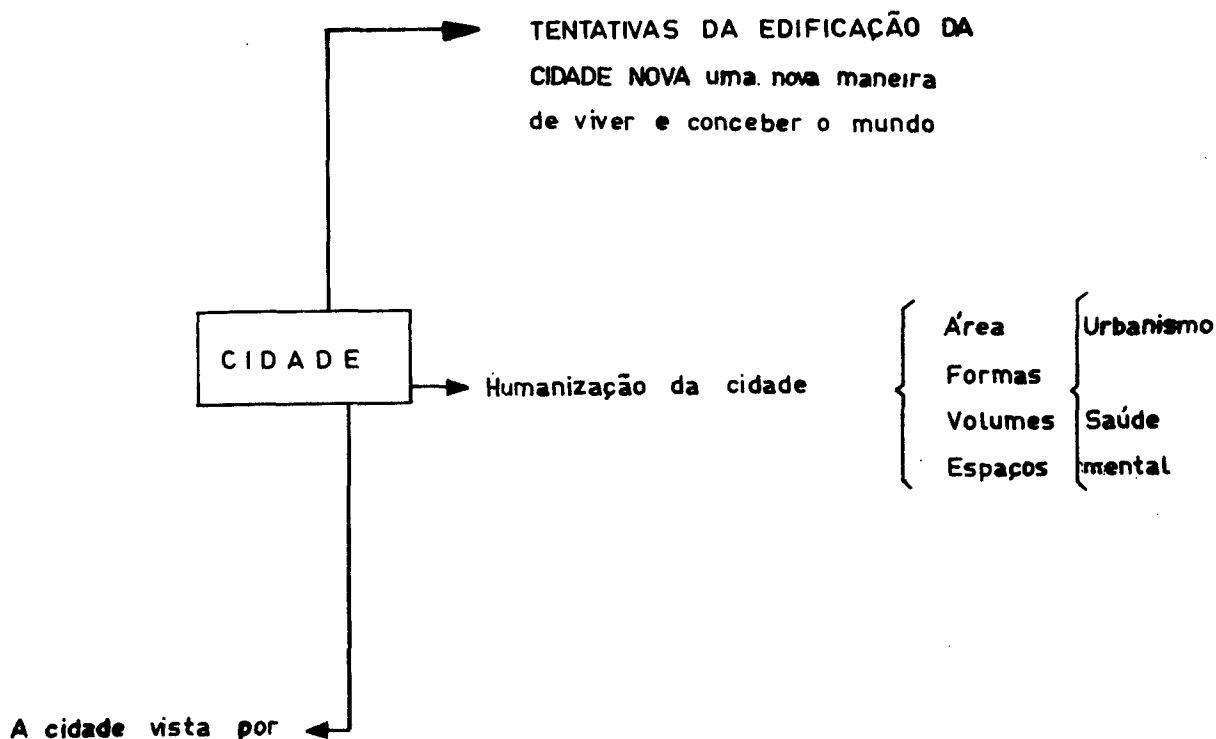 TENTATIVAS DA EDIFICAÇÃO DA
CIDADE NOVA uma nova maneira
de viver e conceber o mundo
CIDADE
Humanização da cidade
Área
Formas
Volumes
Espaços
Urbanismo
Saúde
mental
A cidade vista por